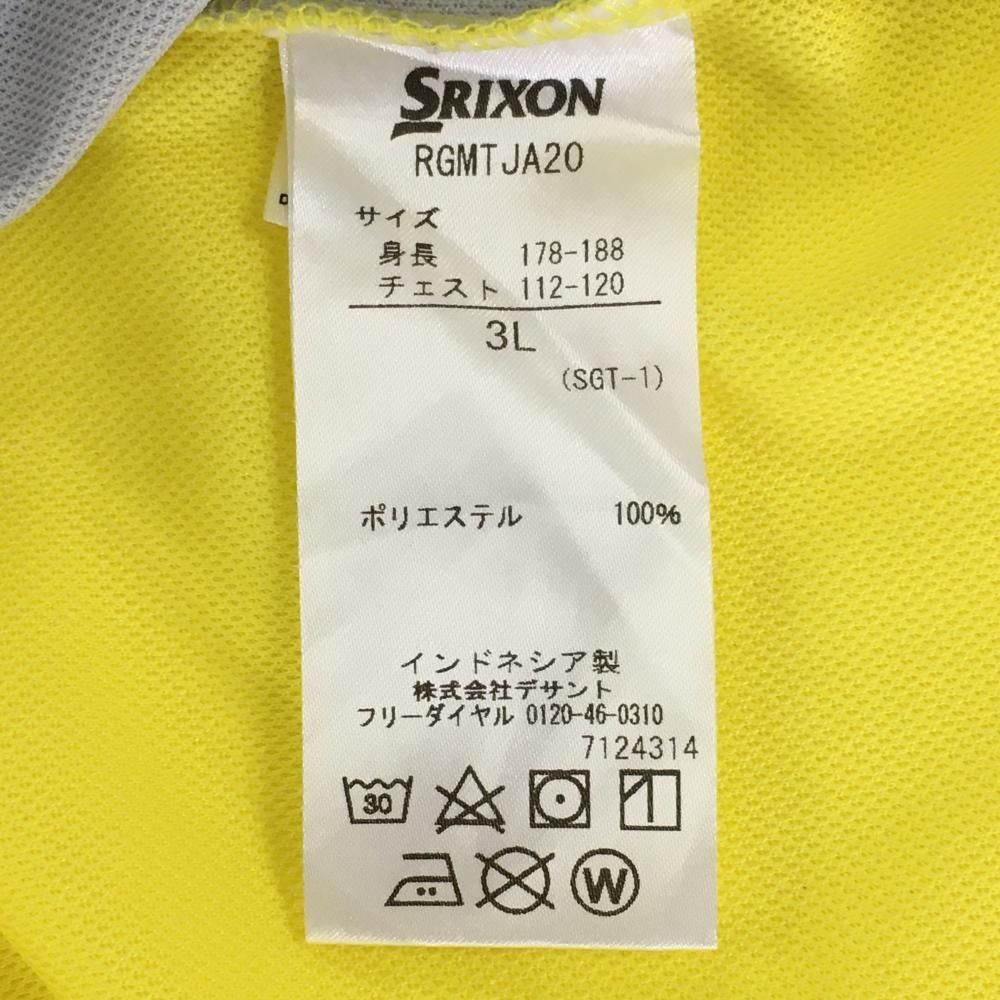 SRIXON
RGMTJA20
サイズ
身長 178-188
チェスト 112-120
3L
(SGT-1)
ポリエステル 100%
インドネシア製
株式会社デサント
フリーダイヤル 0120-46-0310
7124314
30
W